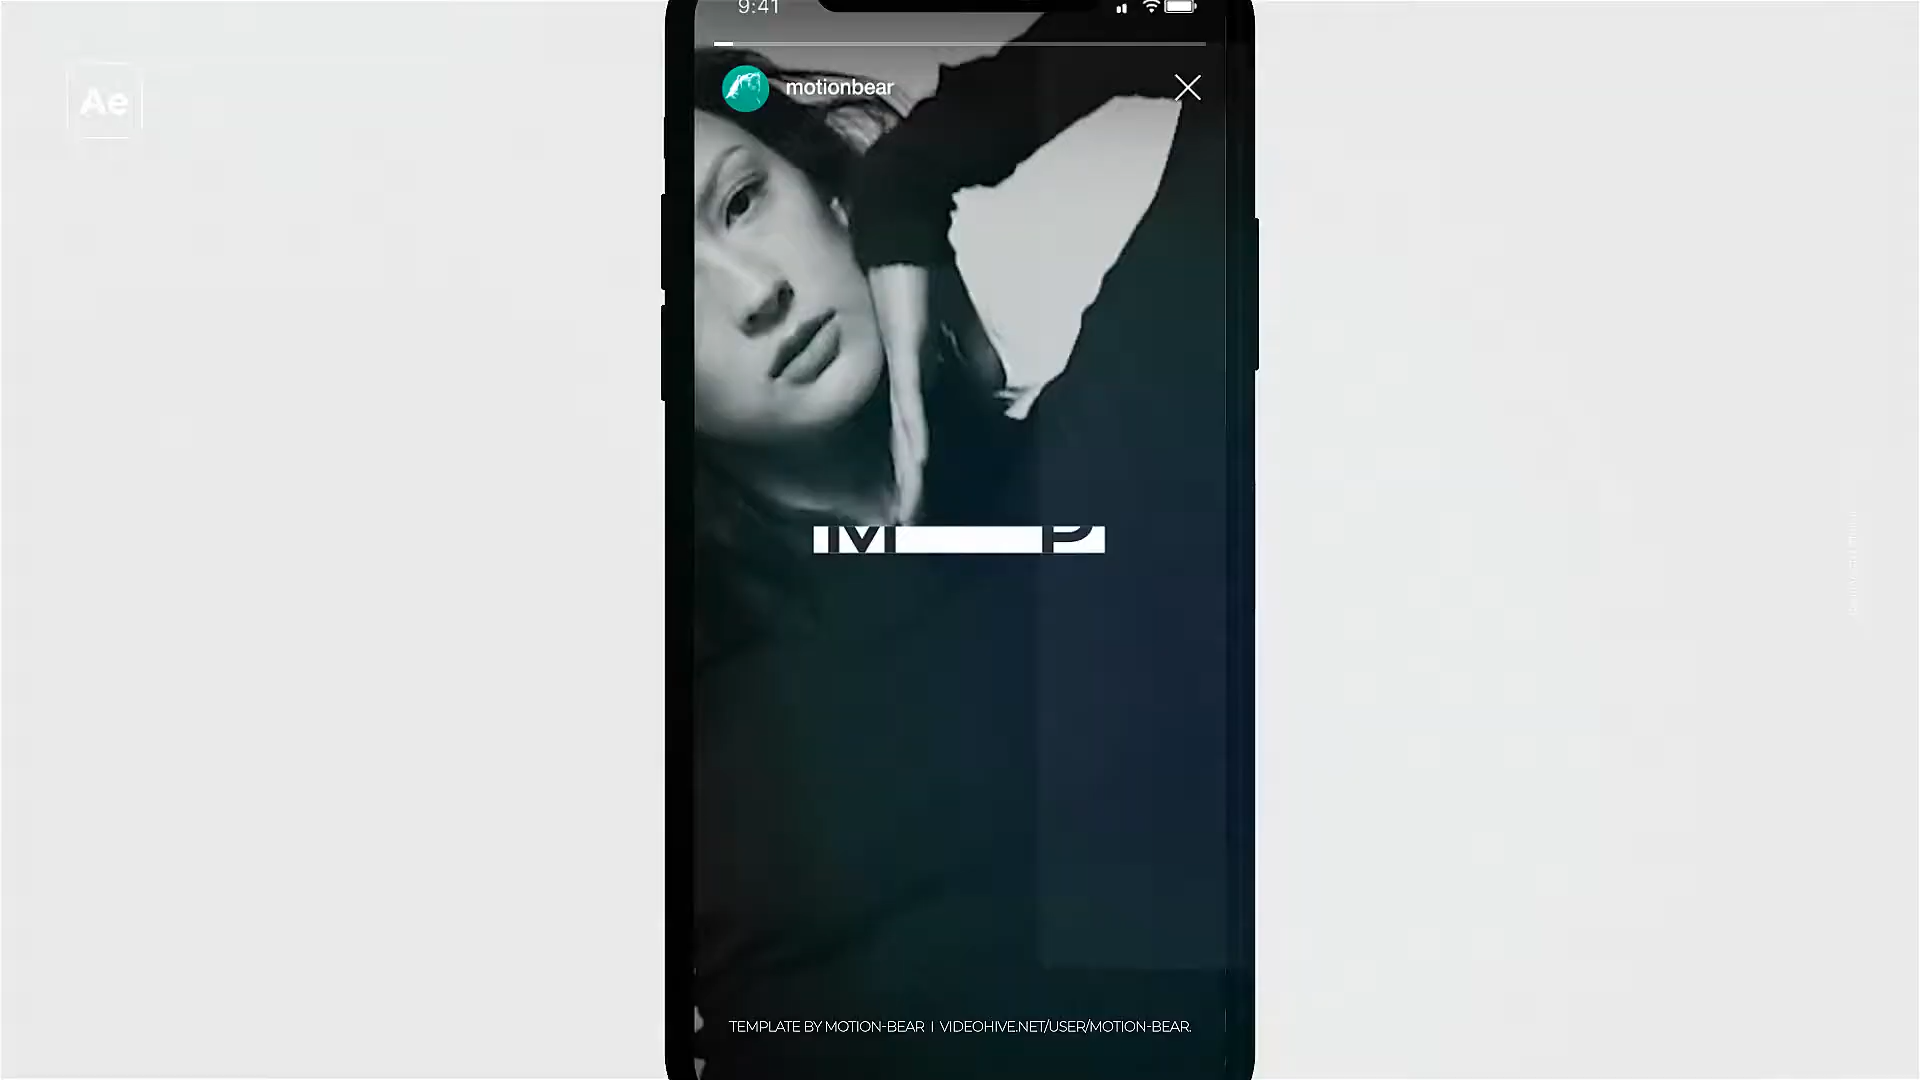 9:41
Ae
motionbear
M P
TEMPLATE BY MOTION-BEAR | VIDEOHIVE.NET/USER/MOTION-BEAR.